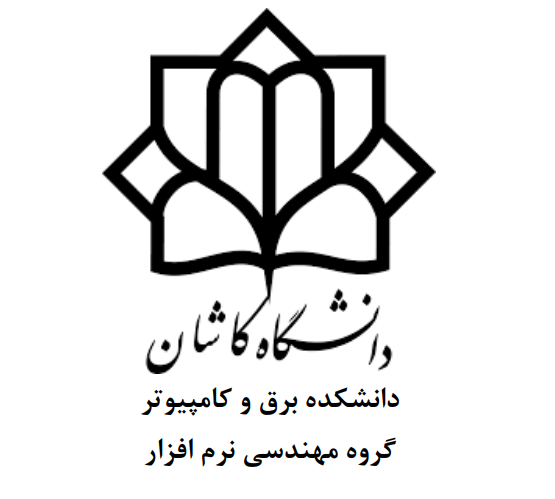 دانشگاه کاشان
دانشکده برق و کامپیوتر
گروه مهندسی نرم افزار